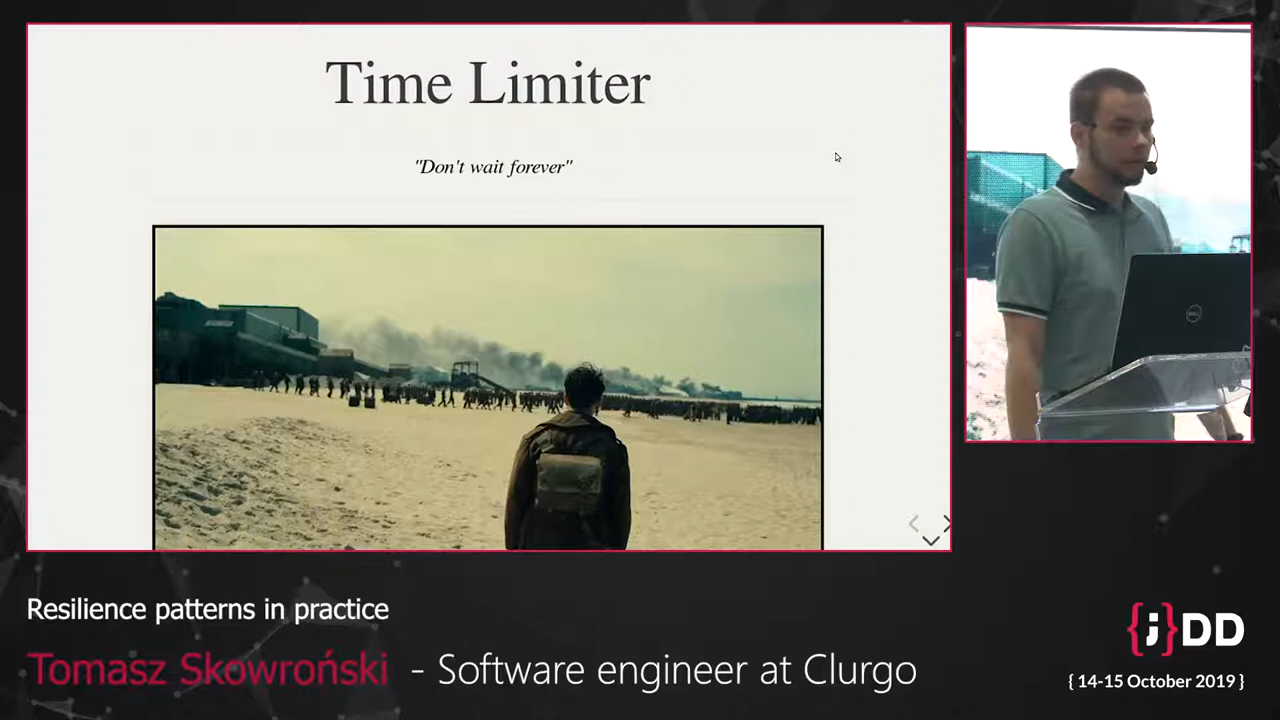 Time Limiter
"Don't wait forever"
DELL
Resilience patterns in practice
Tomasz Skowroński - Software engineer at Clurgo
{j}DD
{ 14-15 October 2019 }